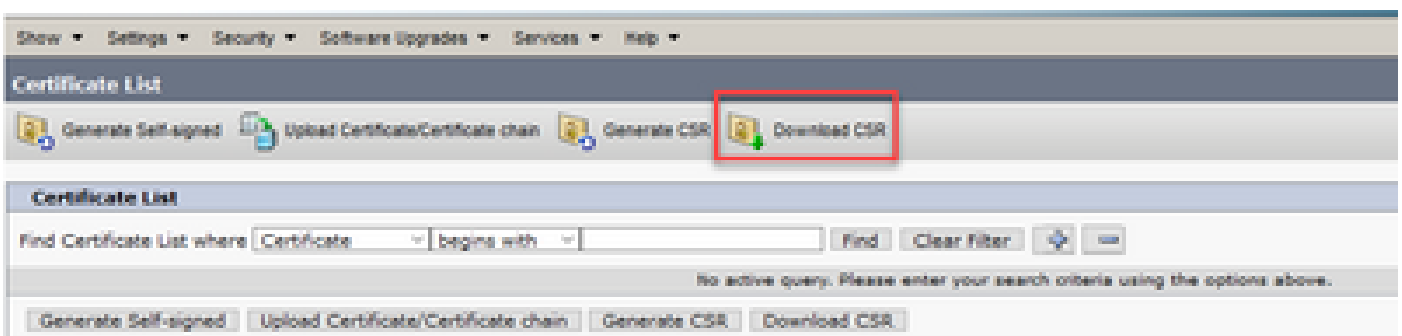 Show Settings Security Software Upgrades Services Help
Certificate List
Generate Self-signed Upload Certificate/Certificate chain Generate CSR Download CSR
Certificate List
Find Certificate List where Certificate begins with Find Clear Filter
No active query. Please enter your search criteria using the options above.
Generate Self-signed Upload Certificate/Certificate chain Generate CSR Download CSR